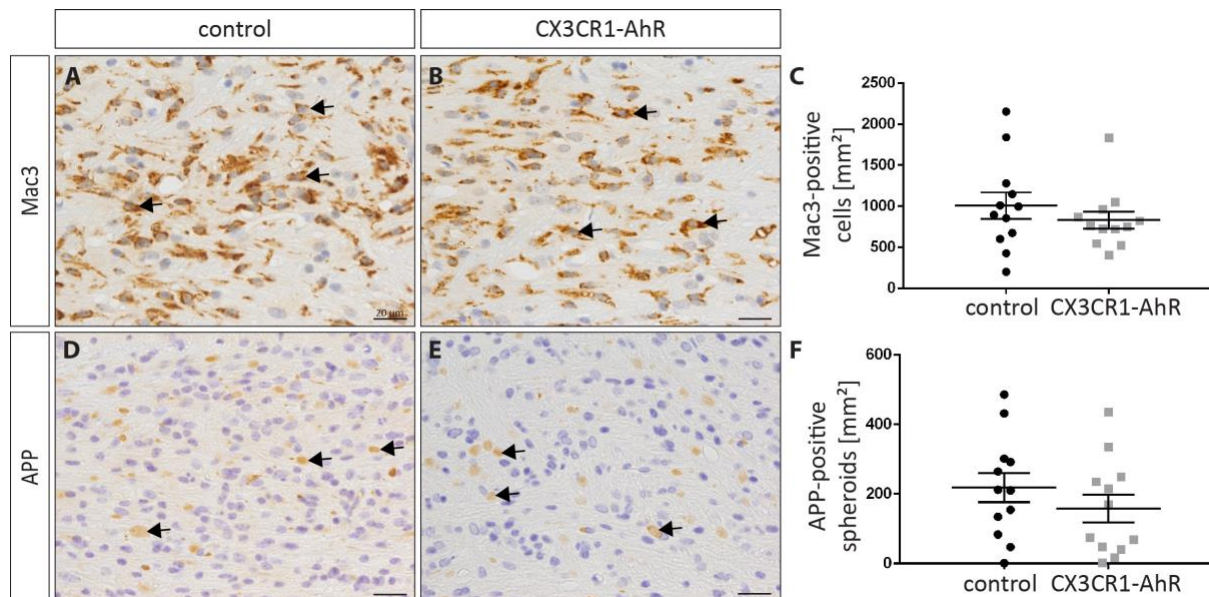 control
CX3CR1-AhR
Mac3
A
20 µm
B
C
Mac3-positive
cells [mm²]
2500
2000
1500
1000
500
0
control CX3CR1-AhR
APP
D
E
F
APP-positive
spheroids [mm²]
600
400
200
0
control CX3CR1-AhR